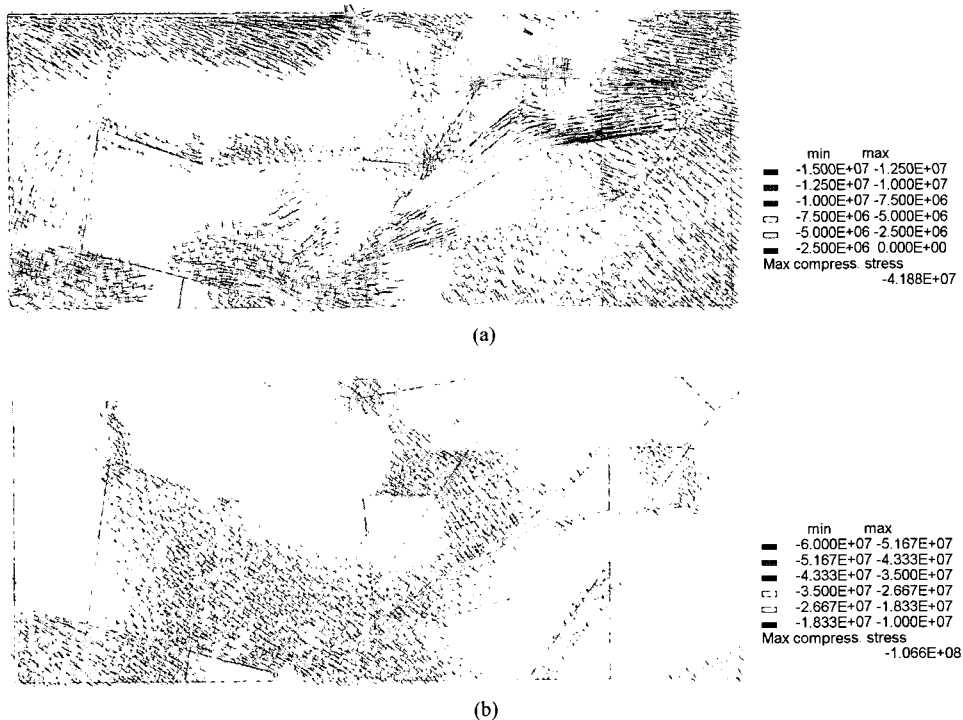 min max
-1.500E+07 -1.250E+07
-1.250E+07 -1.000E+07
-1.000E+07 -7.500E+06
-7.500E+06 -5.000E+06
-5.000E+06 -2.500E+06
-2.500E+06 0.000E+00
Max compress. stress
-4.188E+07
(a)
min max
-6.000E+07 -5.167E+07
-5.167E+07 -4.333E+07
-4.333E+07 -3.500E+07
-3.500E+07 -2.667E+07
-2.667E+07 -1.833E+07
-1.833E+07 -1.000E+07
Max compress. stress
-1.066E+08
(b)